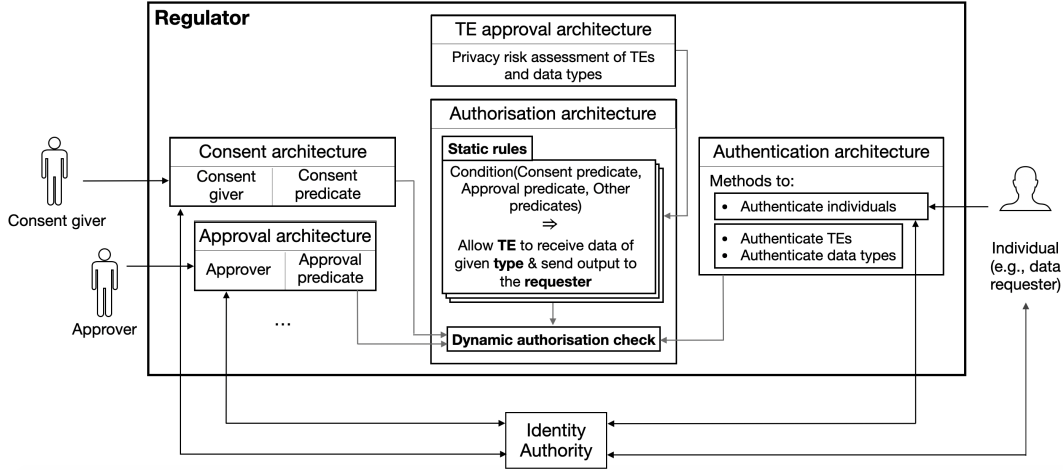 Regulator
TE approval architecture
Privacy risk assessment of TEs
and data types
Authorisation architecture
Static rules
Condition(Consent predicate,
Approval predicate, Other
predicates)
⇒
Allow TE to receive data of
given type & send output to
the requester
Dynamic authorisation check
Consent architecture
Consent
giver
Consent
predicate
Approval architecture
Approver
Approval
predicate
...
Authentication architecture
Methods to:
• Authenticate individuals
• Authenticate TEs
• Authenticate data types
Consent giver
Approver
Individual
(e.g., data
requester)
Identity
Authority